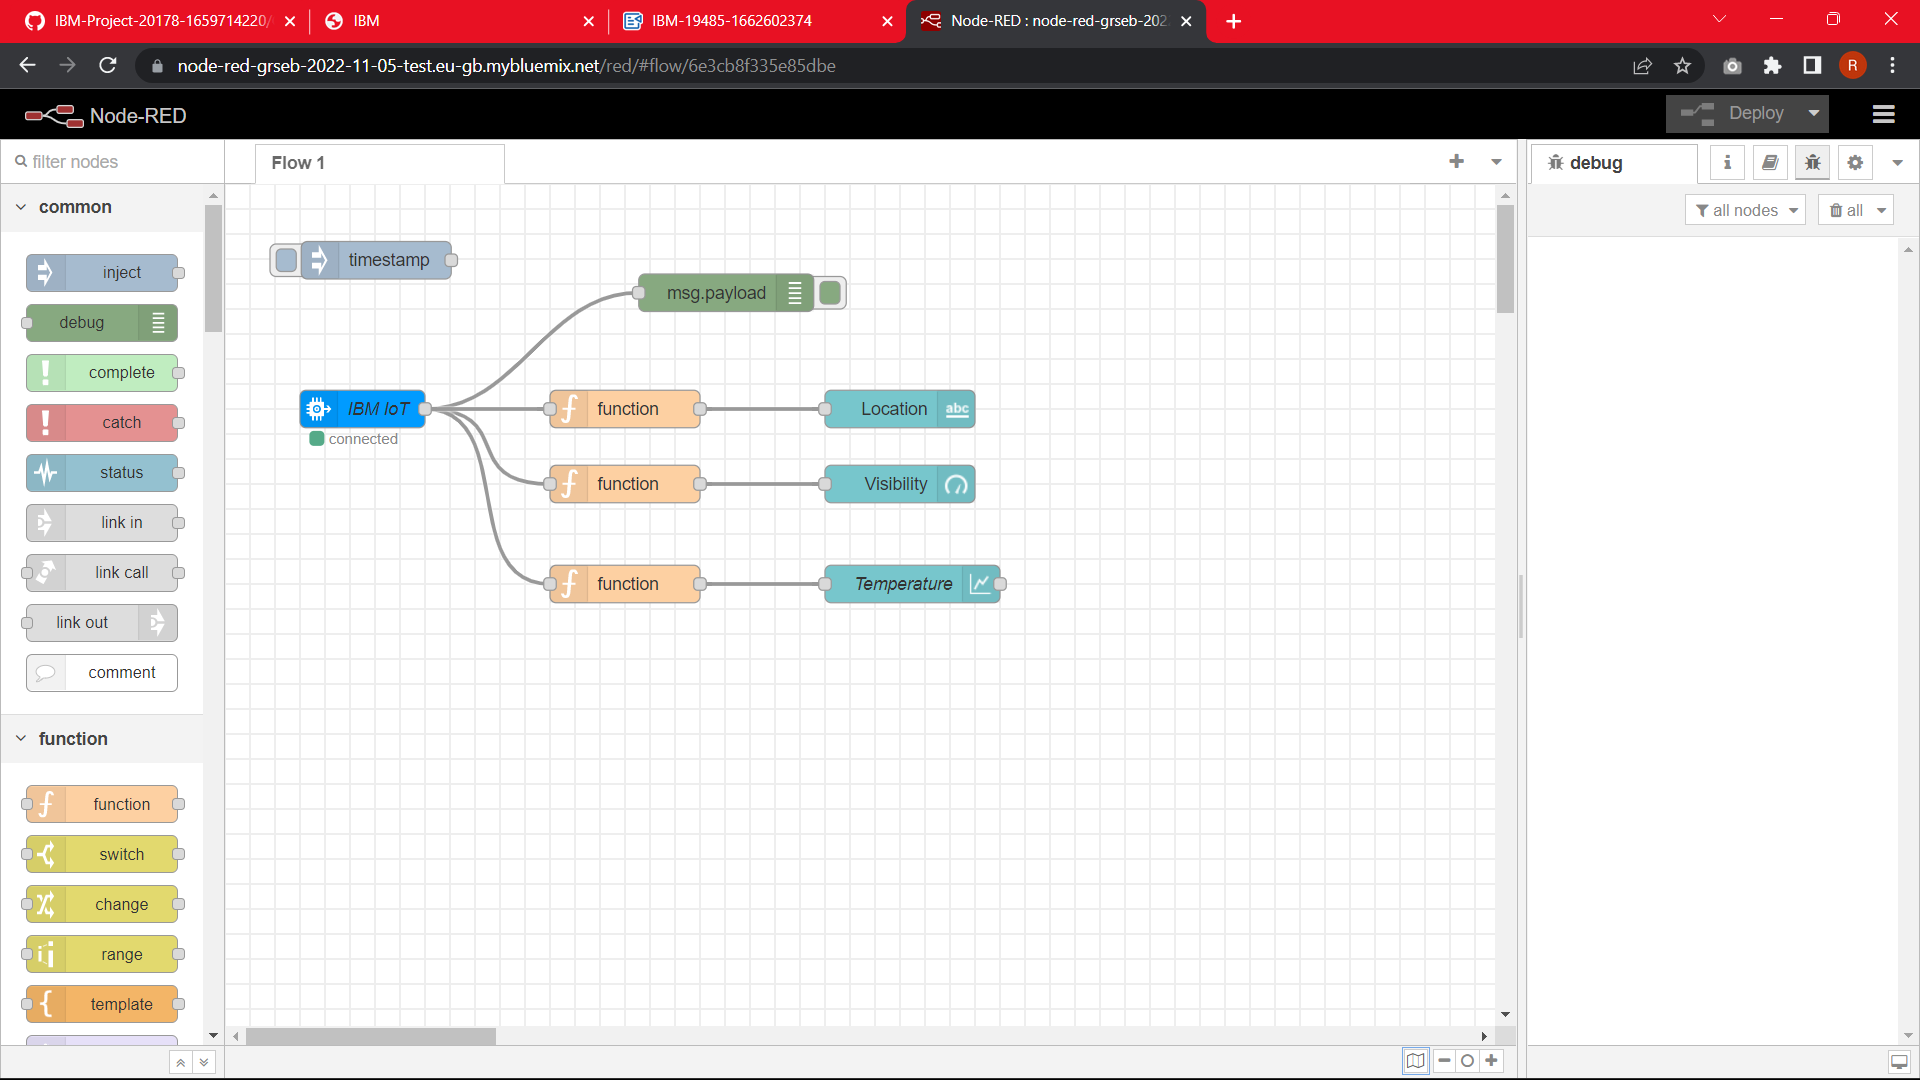 IBM-Project-20178-1659714220/
IBM
IBM-19485-1662602374
Node-RED : node-red-grseb-202
node-red-grseb-2022-11-05-test.eu-gb.mybluemix.net/red/#flow/6e3cb8f335e85dbe
R
Node-RED
Deploy
filter nodes
Flow 1
debug
i
common
all nodes
all
inject
debug
complete
catch
status
link in
link call
link out
comment
function
function
switch
change
range
template
timestamp
msg.payload
IBM IoT
connected
function
Location
abc
function
Visibility
function
Temperature